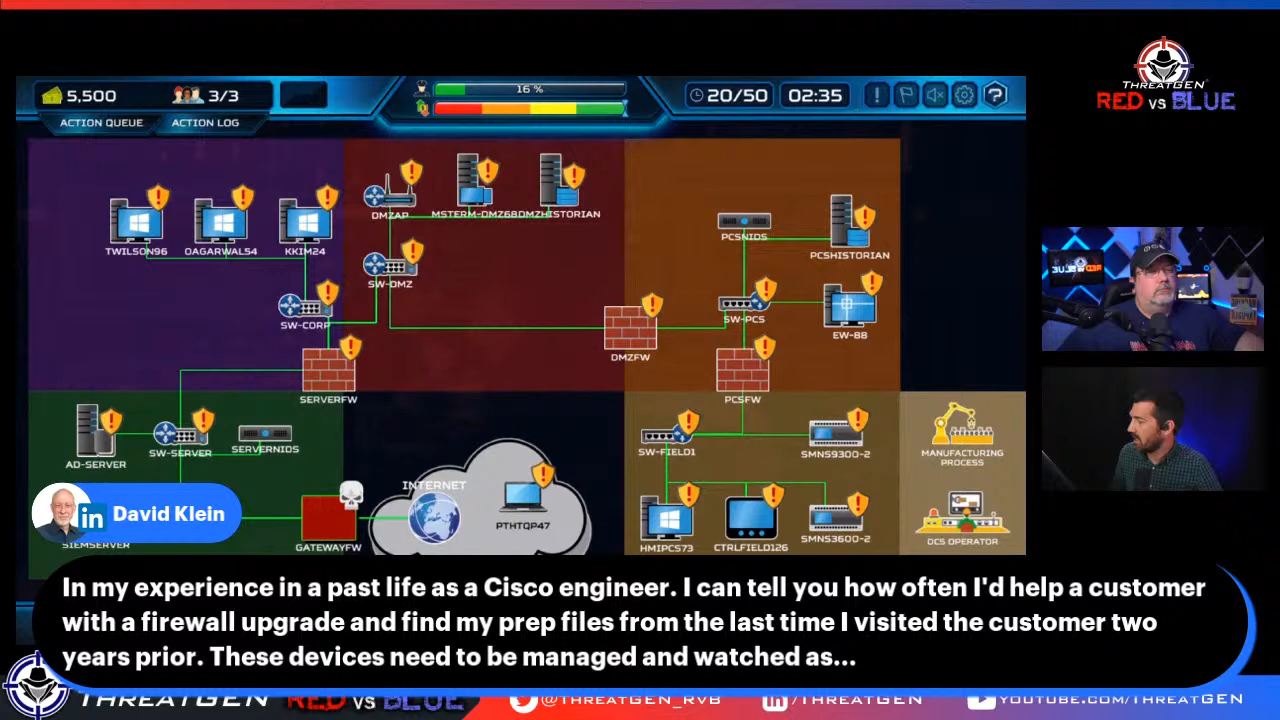 THREATGEN
RED vs BLUE
5,500
3/3
16 %
20/50
02:35
ACTION QUEUE
ACTION LOG
TWILSON96
OAGARWAL54
KKIM24
DMZAP
MSTERM-DMZ68
DMZHISTORIAN
PCSNIDS
PCSHISTORIAN
SW-CORP
SW-DMZ
SW-PCS
EW-88
DMZFW
SERVERFW
PCSFW
AD-SERVER
SW-SERVER
SERVERNIDS
INTERNET
PTHTQP47
SW-FIELD1
SMNS9300-2
MANUFACTURING
PROCESS
SIEMSERVER
GATEWAYFW
HMIPCS73
CTRLFIELD126
SMNS3600-2
DCS OPERATOR
in David Klein
In my experience in a past life as a Cisco engineer. I can tell you how often I'd help a customer
with a firewall upgrade and find my prep files from the last time I visited the customer two
years prior. These devices need to be managed and watched as...
THREATGEN RED vs BLUE
@THREATGEN_RVB
in /THREATGEN
YOUTUBE.COM/THREATGEN